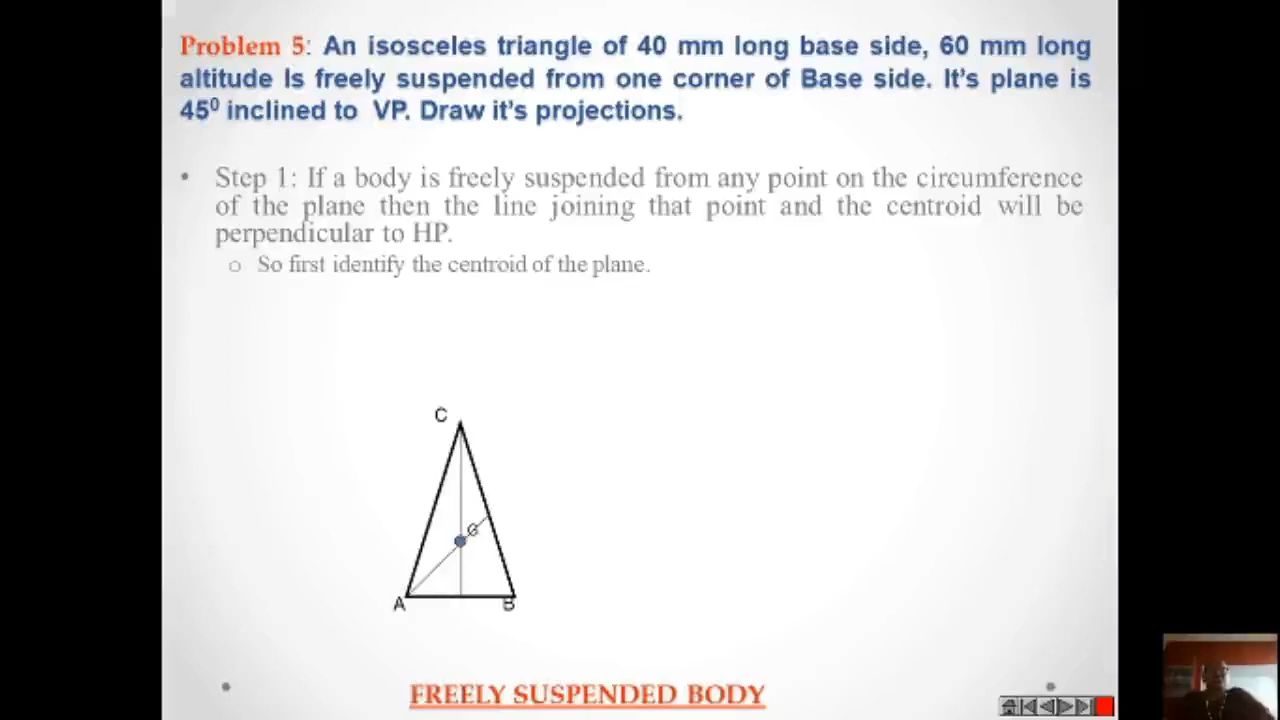 Problem 5: An isosceles triangle of 40 mm long base side, 60 mm long
altitude Is freely suspended from one corner of Base side. It's plane is
45⁰ inclined to VP. Draw it's projections.
• Step 1: If a body is freely suspended from any point on the circumference
of the plane then the line joining that point and the centroid will be
perpendicular to HP.
o So first identify the centroid of the plane.
C
G
A
B
FREELY SUSPENDED BODY